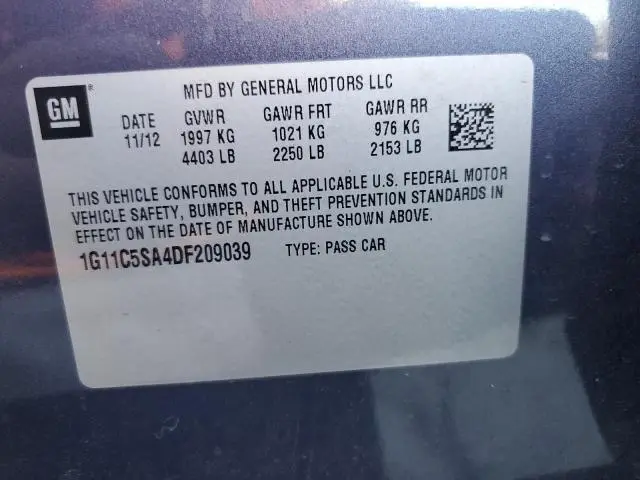 GM ®
MFD BY GENERAL MOTORS LLC
DATE GVWR GAWR FRT GAWR RR
11/12 1997 KG 1021 KG 976 KG
4403 LB 2250 LB 2153 LB
THIS VEHICLE CONFORMS TO ALL APPLICABLE U.S. FEDERAL MOTOR
VEHICLE SAFETY, BUMPER, AND THEFT PREVENTION STANDARDS IN
EFFECT ON THE DATE OF MANUFACTURE SHOWN ABOVE.
1G11C5SA4DF209039 TYPE: PASS CAR